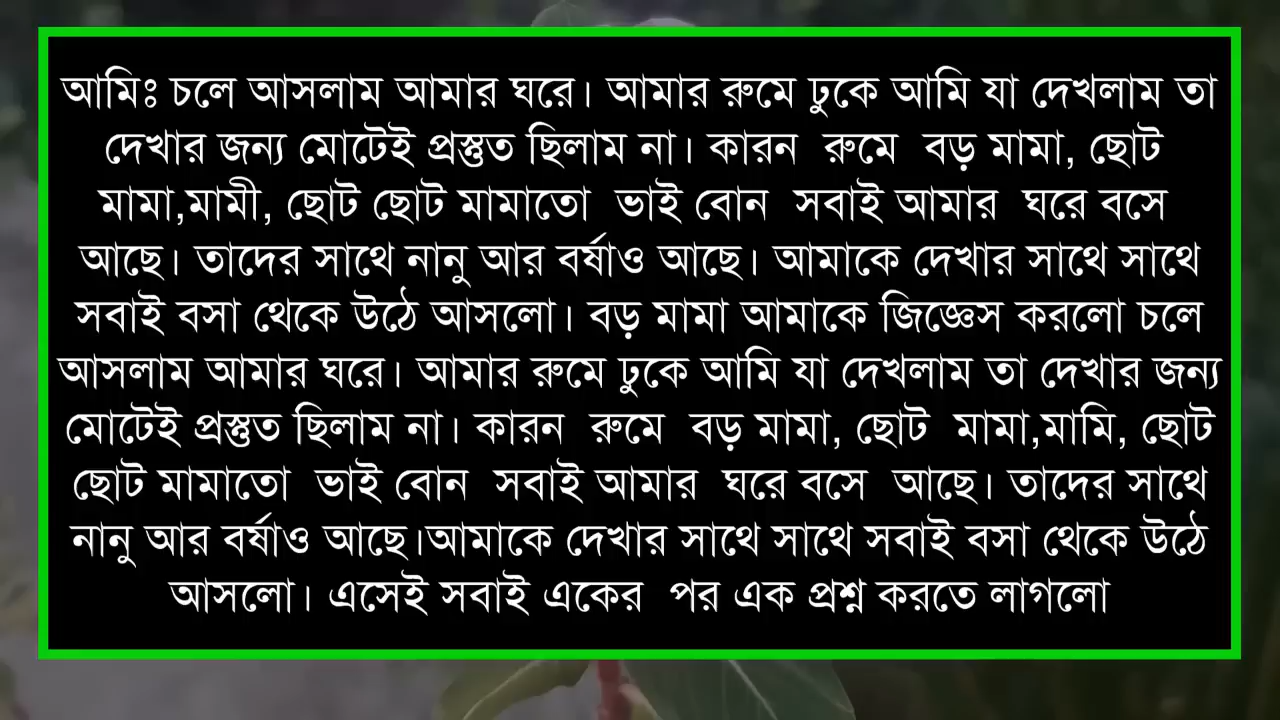 আমিঃ চলে আসলাম আমার ঘরে। আমার রুমে ঢুকে আমি যা দেখলাম তা
দেখার জন্য মোটেই প্রস্তুত ছিলাম না। কারন রুমে বড় মামা, ছোট
মামা,মামী, ছোট ছোট মামাতো ভাই বোন সবাই আমার ঘরে বসে
আছে। তাদের সাথে নানু আর বর্ষাও আছে। আমাকে দেখার সাথে সাথে
সবাই বসা থেকে উঠে আসলো। বড় মামা আমাকে জিজ্ঞেস করলো চলে
আসলাম আমার ঘরে। আমার রুমে ঢুকে আমি যা দেখলাম তা দেখার জন্য
মোটেই প্রস্তুত ছিলাম না। কারন রুমে বড় মামা, ছোট মামা,মামি, ছোট
ছোট মামাতো ভাই বোন সবাই আমার ঘরে বসে আছে। তাদের সাথে
নানু আর বর্ষাও আছে।আমাকে দেখার সাথে সাথে সবাই বসা থেকে উঠে
আসলো। এসেই সবাই একের পর এক প্রশ্ন করতে লাগলো